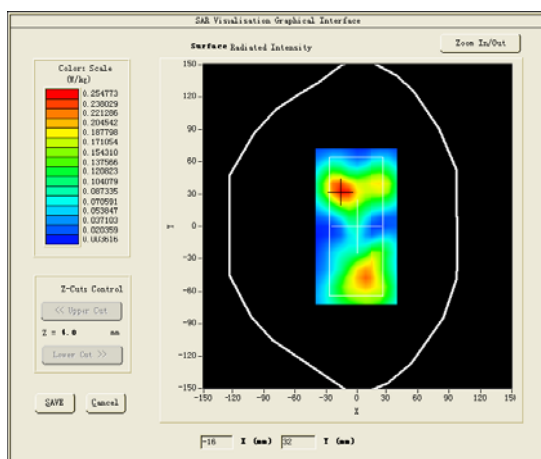 SAR Visualisation Graphical Interface
Surface Radiated Intensity
Zoom In/Out
Colors Scale
(W/kg)
0.254773
0.238029
0.221286
0.204542
0.187798
0.171054
0.154310
0.137566
0.120823
0.104079
0.087335
0.070591
0.053847
0.037103
0.020359
0.003616
Z-Cuts Control
<< Upper Cut
Z = 4.0 mm
Lower Cut >>
SAVE
Cancel
150
120
90
60
30
0
-30
-60
-90
-120
-150
Y
-150 -120 -90 -60 -30 0 30 60 90 120 150
X
-16 X (mm) 32 Y (mm)